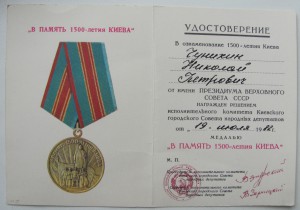 "В ПАМЯТЬ 1500-летия КИЕВА"
УДОСТОВЕРЕНИЕ
В ознаменование 1500-летия Киева
Чунихин
Николай
Петрович
ОТ ИМЕНИ ПРЕЗИДИУМА ВЕРХОВНОГО
СОВЕТА СССР
НАГРАЖДЕН РЕШЕНИЕМ
исполнительного комитета Киевского
городского Совета народных депутатов
19 июля 1982 г.
МЕДАЛЬЮ
"В ПАМЯТЬ 1500-летия КИЕВА"
М. П.